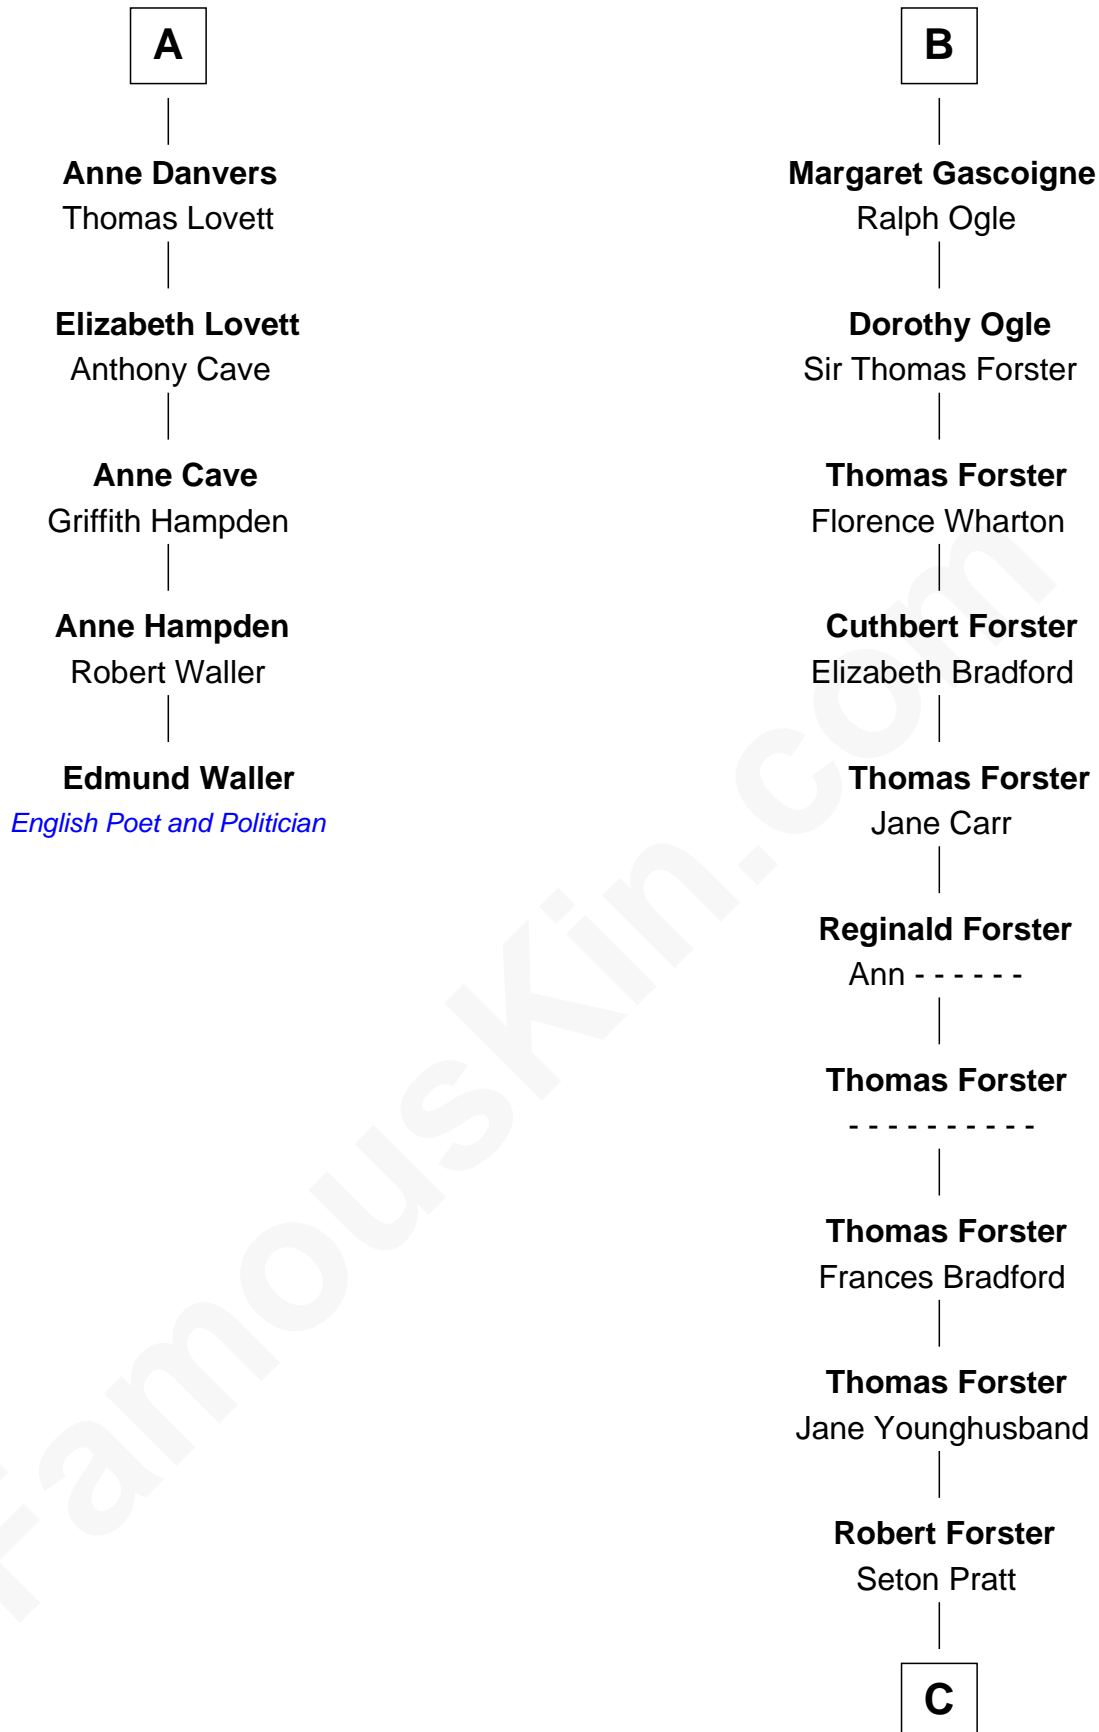 A
Anne Danvers
Thomas Lovett
Elizabeth Lovett
Anthony Cave
Anne Cave
Griffith Hampden
Anne Hampden
Robert Waller
Edmund Waller
English Poet and Politician
B
Margaret Gascoigne
Ralph Ogle
Dorothy Ogle
Sir Thomas Forster
Thomas Forster
Florence Wharton
Cuthbert Forster
Elizabeth Bradford
Thomas Forster
Jane Carr
Reginald Forster
Ann - - - - - -
Thomas Forster
- - - - - - - - - -
Thomas Forster
Frances Bradford
Thomas Forster
Jane Younghusband
Robert Forster
Seton Pratt
C
FamousKin.com